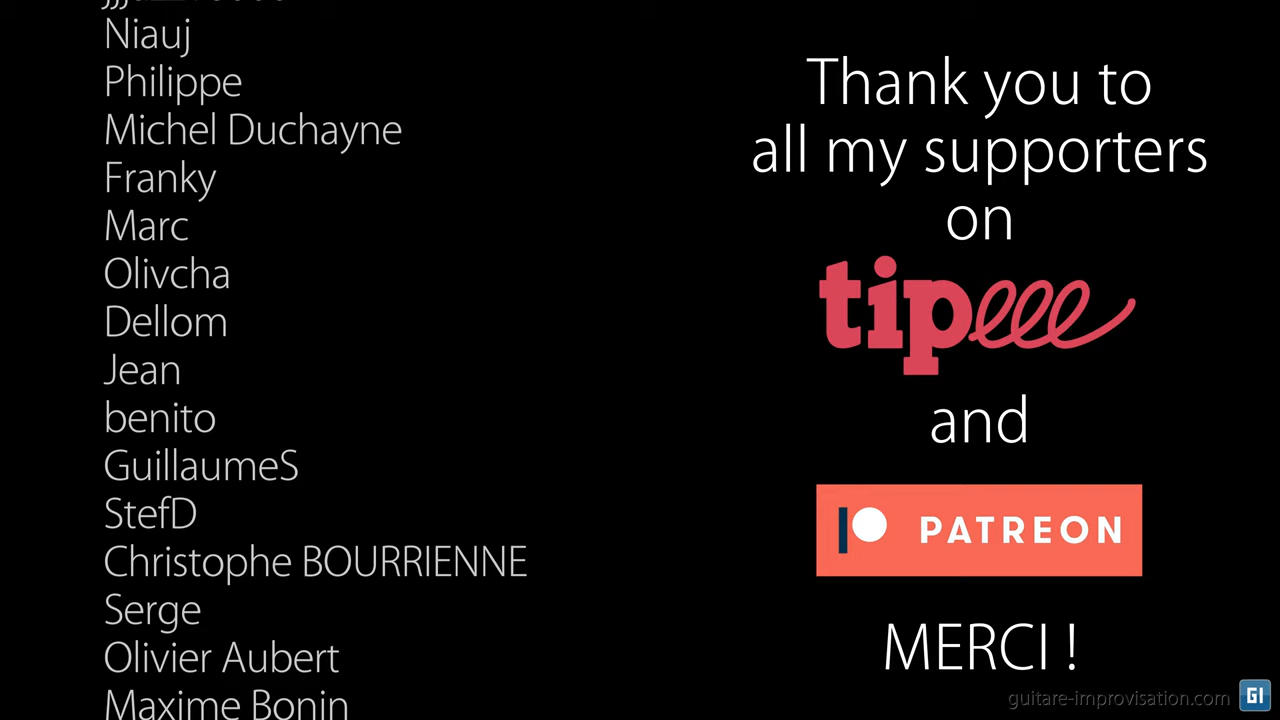 Niauj
Philippe
Michel Duchayne
Franky
Marc
Olivcha
Dellom
Jean
benito
GuillaumeS
StefD
Christophe BOURRIENNE
Serge
Olivier Aubert
Maxime Bonin
Thank you to
all my supporters
on
tipeee
and
PATREON
MERCI !
guitare-improvisation.com GI